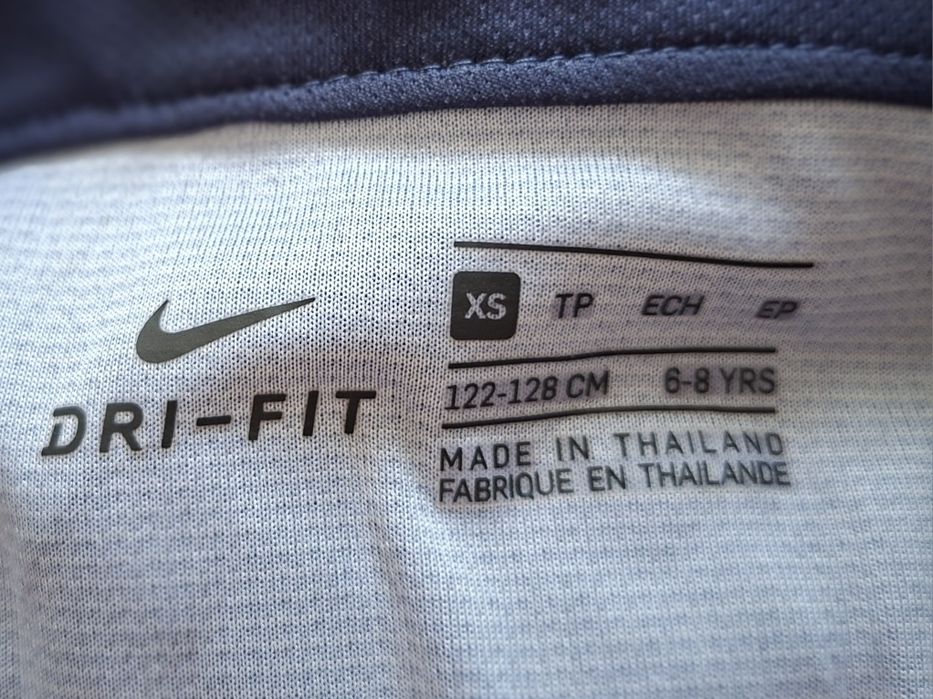 DRI-FIT
XS TP ECH EP
122-128 CM 6-8 YRS
MADE IN THAILAND
FABRIQUE EN THAILANDE